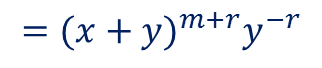 = (x + y)^{m+r} y^{-r}